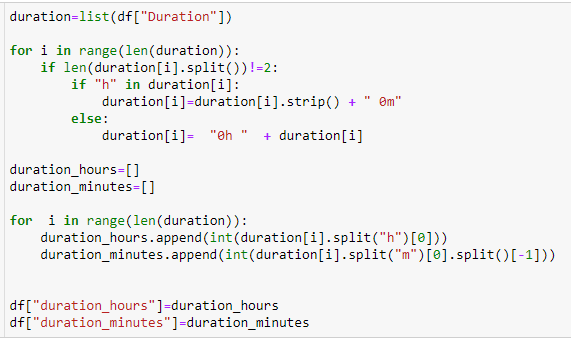 duration=list(df["Duration"])
for i in range(len(duration)):
if len(duration[i].split())!=2:
if "h" in duration[i]:
duration[i]=duration[i].strip() + " 0m"
else:
duration[i]= "0h " + duration[i]
duration_hours=[]
duration_minutes=[]
for i in range(len(duration)):
duration_hours.append(int(duration[i].split("h")[0]))
duration_minutes.append(int(duration[i].split("m")[0].split()[-1]))
df["duration_hours"]=duration_hours
df["duration_minutes"]=duration_minutes